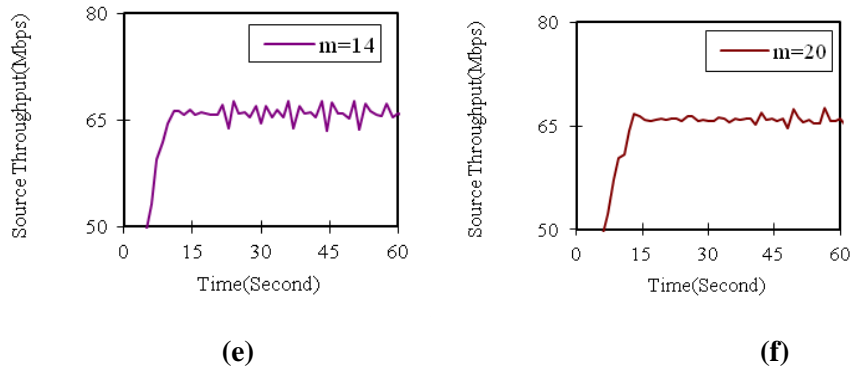 Source Throughput(Mbps)
80
65
50
m=14
0 15 30 45 60
Time(Second)
(e)
Source Throughput(Mbps)
80
65
50
m=20
0 15 30 45 60
Time(Second)
(f)